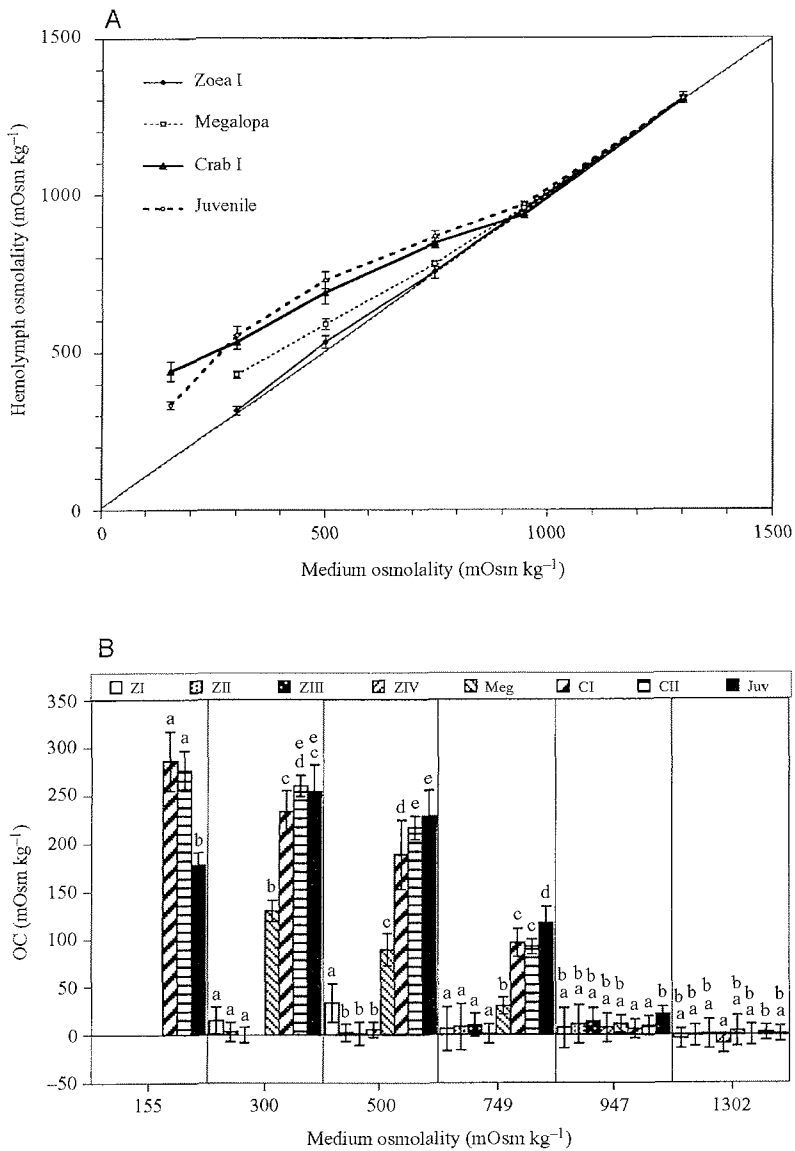 A
1500
Zoea I
Megalopa
Crab I
Juvenile
1000
500
0
0 500 1000 1500
Hemolymph osmolality (mOsm kg⁻¹)
Medium osmolality (mOsm kg⁻¹)
B
ZI ZII ZIII ZIV Meg CI CII Juv
350
300
250
200
150
100
50
0
–50
OC (mOsm kg⁻¹)
a a b
a a a b c e d e c
a b b b c d e e
a a a a b c c d
b a b a b a b a b a a a b
b a b a b a a b a a b b a
155 300 500 749 947 1302
Medium osmolality (mOsm kg⁻¹)